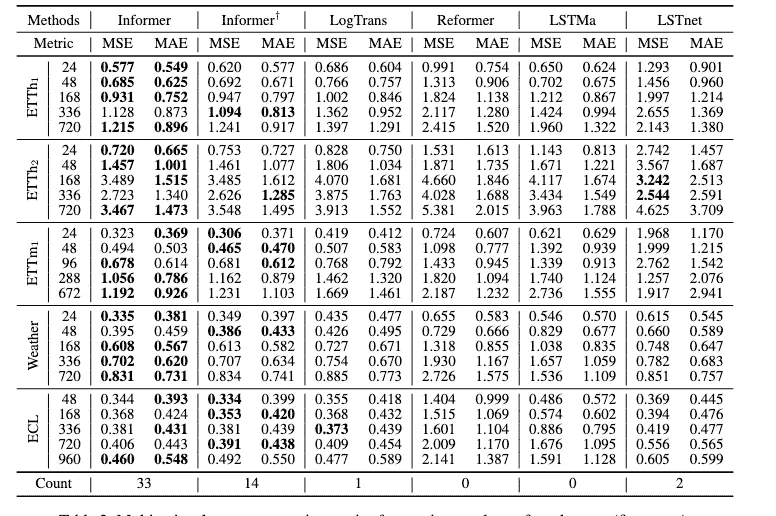 Methods Informer Informer† LogTrans Reformer LSTMa LSTnet
Metric MSE MAE MSE MAE MSE MAE MSE MAE MSE MAE MSE MAE
ETTh1
24 0.577 0.549 0.620 0.577 0.686 0.604 0.991 0.754 0.650 0.624 1.293 0.901
48 0.685 0.625 0.692 0.671 0.766 0.757 1.313 0.906 0.702 0.675 1.456 0.960
168 0.931 0.752 0.947 0.797 1.002 0.846 1.824 1.138 1.212 0.867 1.997 1.214
336 1.128 0.873 1.094 0.813 1.362 0.952 2.117 1.280 1.424 0.994 2.655 1.369
720 1.215 0.896 1.241 0.917 1.397 1.291 2.415 1.520 1.960 1.322 2.143 1.380
ETTh2
24 0.720 0.665 0.753 0.727 0.828 0.750 1.531 1.613 1.143 0.813 2.742 1.457
48 1.457 1.001 1.461 1.077 1.806 1.034 1.871 1.735 1.671 1.221 3.567 1.687
168 3.489 1.515 3.485 1.612 4.070 1.681 4.660 1.846 4.117 1.674 3.242 2.513
336 2.723 1.340 2.626 1.285 3.875 1.763 4.028 1.688 3.434 1.549 2.544 2.591
720 3.467 1.473 3.548 1.495 3.913 1.552 5.381 2.015 3.963 1.788 4.625 3.709
ETTm1
24 0.323 0.369 0.306 0.371 0.419 0.412 0.724 0.607 0.621 0.629 1.968 1.170
48 0.494 0.503 0.465 0.470 0.507 0.583 1.098 0.777 1.392 0.939 1.999 1.215
96 0.678 0.614 0.681 0.612 0.768 0.792 1.433 0.945 1.339 0.913 2.762 1.542
288 1.056 0.786 1.162 0.879 1.462 1.320 1.820 1.094 1.740 1.124 1.257 2.076
672 1.192 0.926 1.231 1.103 1.669 1.461 2.187 1.232 2.736 1.555 1.917 2.941
Weather
24 0.335 0.381 0.349 0.397 0.435 0.477 0.655 0.583 0.546 0.570 0.615 0.545
48 0.395 0.459 0.386 0.433 0.426 0.495 0.729 0.666 0.829 0.677 0.660 0.589
168 0.608 0.567 0.613 0.582 0.727 0.671 1.318 0.855 1.038 0.835 0.748 0.647
336 0.702 0.620 0.707 0.634 0.754 0.670 1.930 1.167 1.657 1.059 0.782 0.683
720 0.831 0.731 0.834 0.741 0.885 0.773 2.726 1.575 1.536 1.109 0.851 0.757
ECL
48 0.344 0.393 0.334 0.399 0.355 0.418 1.404 0.999 0.486 0.572 0.369 0.445
168 0.368 0.424 0.353 0.420 0.368 0.432 1.515 1.069 0.574 0.602 0.394 0.476
336 0.381 0.431 0.381 0.439 0.373 0.439 1.601 1.104 0.886 0.795 0.419 0.477
720 0.406 0.443 0.391 0.438 0.409 0.454 2.009 1.170 1.676 1.095 0.556 0.565
960 0.460 0.548 0.492 0.550 0.477 0.589 2.141 1.387 1.591 1.128 0.605 0.599
Count 33 14 1 0 0 2